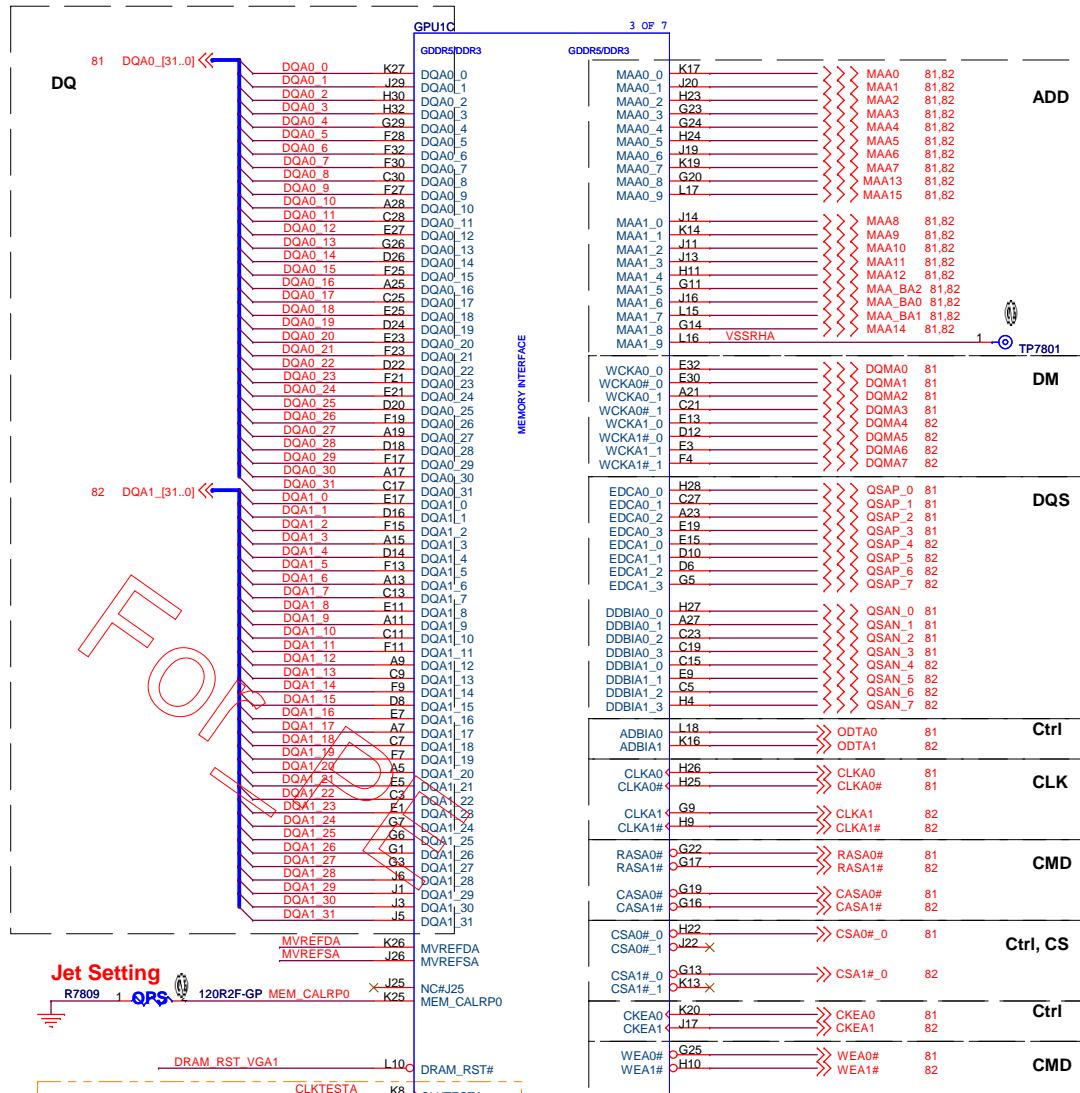 GPU1C 3 OF 7
GDDR5/DDR3 GDDR5/DDR3
81 DQA0_[31..0]
DQ
DQA0_0 K27 DQA0_0
DQA0_1 J29 DQA0_1
DQA0_2 H30 DQA0_2
DQA0_3 H32 DQA0_3
DQA0_4 G29 DQA0_4
DQA0_5 F28 DQA0_5
DQA0_6 F32 DQA0_6
DQA0_7 F30 DQA0_7
DQA0_8 C30 DQA0_8
DQA0_9 F27 DQA0_9
DQA0_10 A28 DQA0_10
DQA0_11 C28 DQA0_11
DQA0_12 E27 DQA0_12
DQA0_13 G26 DQA0_13
DQA0_14 D26 DQA0_14
DQA0_15 F25 DQA0_15
DQA0_16 A25 DQA0_16
DQA0_17 C25 DQA0_17
DQA0_18 E25 DQA0_18
DQA0_19 D24 DQA0_19
DQA0_20 E23 DQA0_20
DQA0_21 F23 DQA0_21
DQA0_22 D22 DQA0_22
DQA0_23 F21 DQA0_23
DQA0_24 E21 DQA0_24
DQA0_25 D20 DQA0_25
DQA0_26 F19 DQA0_26
DQA0_27 A19 DQA0_27
DQA0_28 D18 DQA0_28
DQA0_29 F17 DQA0_29
DQA0_30 A17 DQA0_30
DQA0_31 C17 DQA0_31
82 DQA1_[31..0]
DQA1_0 E17 DQA1_0
DQA1_1 D16 DQA1_1
DQA1_2 F15 DQA1_2
DQA1_3 A15 DQA1_3
DQA1_4 D14 DQA1_4
DQA1_5 F13 DQA1_5
DQA1_6 A13 DQA1_6
DQA1_7 C13 DQA1_7
DQA1_8 E11 DQA1_8
DQA1_9 A11 DQA1_9
DQA1_10 C11 DQA1_10
DQA1_11 F11 DQA1_11
DQA1_12 A9 DQA1_12
DQA1_13 C9 DQA1_13
DQA1_14 F9 DQA1_14
DQA1_15 D8 DQA1_15
DQA1_16 E7 DQA1_16
DQA1_17 A7 DQA1_17
DQA1_18 C7 DQA1_18
DQA1_19 F7 DQA1_19
DQA1_20 A5 DQA1_20
DQA1_21 E5 DQA1_21
DQA1_22 C3 DQA1_22
DQA1_23 E1 DQA1_23
DQA1_24 G7 DQA1_24
DQA1_25 G6 DQA1_25
DQA1_26 G1 DQA1_26
DQA1_27 G3 DQA1_27
DQA1_28 J6 DQA1_28
DQA1_29 J1 DQA1_29
DQA1_30 J3 DQA1_30
DQA1_31 J5 DQA1_31
For
MVREFDA K26 MVREFDA
MVREFSA J26 MVREFSA
Jet Setting
J25 NC#J25
R7809 1 OPS 120R2F-GP MEM_CALRP0 K25 MEM_CALRP0
DRAM_RST_VGA1 L10 DRAM_RST#
CLKTESTA K8
MEMORY INTERFACE
ADD
MAA0_0 K17 MAA0 81,82
MAA0_1 J20 MAA1 81,82
MAA0_2 H23 MAA2 81,82
MAA0_3 G23 MAA3 81,82
MAA0_4 G24 MAA4 81,82
MAA0_5 H24 MAA5 81,82
MAA0_6 J19 MAA6 81,82
MAA0_7 K19 MAA7 81,82
MAA0_8 G20 MAA13 81,82
MAA0_9 L17 MAA15 81,82
MAA1_0 J14 MAA8 81,82
MAA1_1 K14 MAA9 81,82
MAA1_2 J11 MAA10 81,82
MAA1_3 J13 MAA11 81,82
MAA1_4 H11 MAA12 81,82
MAA1_5 G11 MAA_BA2 81,82
MAA1_6 J16 MAA_BA0 81,82
MAA1_7 L15 MAA_BA1 81,82
MAA1_8 G14 MAA14 81,82
MAA1_9 L16 VSSRHA 1 TP7801
DM
WCKA0_0 E32 DQMA0 81
WCKA0#_0 E30 DQMA1 81
WCKA0_1 A21 DQMA2 81
WCKA0#_1 C21 DQMA3 81
WCKA1_0 E13 DQMA4 82
WCKA1#_0 D12 DQMA5 82
WCKA1_1 E3 DQMA6 82
WCKA1#_1 F4 DQMA7 82
DQS
EDCA0_0 H28 QSAP_0 81
EDCA0_1 C27 QSAP_1 81
EDCA0_2 A23 QSAP_2 81
EDCA0_3 E19 QSAP_3 81
EDCA1_0 E15 QSAP_4 82
EDCA1_1 D10 QSAP_5 82
EDCA1_2 D6 QSAP_6 82
EDCA1_3 G5 QSAP_7 82
DDBIA0_0 H27 QSAN_0 81
DDBIA0_1 A27 QSAN_1 81
DDBIA0_2 C23 QSAN_2 81
DDBIA0_3 C19 QSAN_3 81
DDBIA1_0 C15 QSAN_4 82
DDBIA1_1 E9 QSAN_5 82
DDBIA1_2 C5 QSAN_6 82
DDBIA1_3 H4 QSAN_7 82
Ctrl
ADBIA0 L18 ODTA0 81
ADBIA1 K16 ODTA1 82
CLK
CLKA0 H26 CLKA0 81
CLKA0# H25 CLKA0# 81
CLKA1 G9 CLKA1 82
CLKA1# H9 CLKA1# 82
CMD
RASA0# G22 RASA0# 81
RASA1# G17 RASA1# 82
CASA0# G19 CASA0# 81
CASA1# G16 CASA1# 82
Ctrl, CS
CSA0#_0 H22 CSA0#_0 81
CSA0#_1 J22
CSA1#_0 G13 CSA1#_0 82
CSA1#_1 K13
Ctrl
CKEA0 K20 CKEA0 81
CKEA1 J17 CKEA1 82
CMD
WEA0# G25 WEA0# 81
WEA1# H10 WEA1# 82